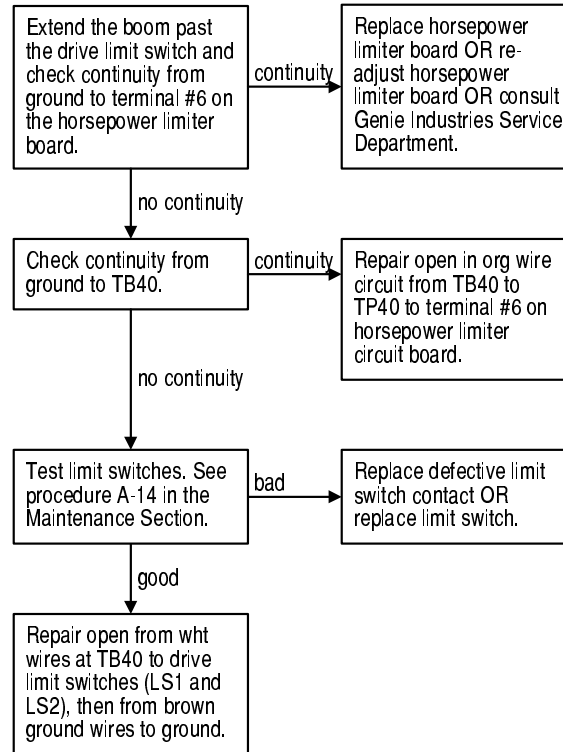 Extend the boom past
the drive limit switch and
check continuity from
ground to terminal #6 on
the horsepower limiter
board.
continuity
Replace horsepower
limiter board OR re-
adjust horsepower
limiter board OR consult
Genie Industries Service
Department.
no continuity
Check continuity from
ground to TB40.
continuity
Repair open in org wire
circuit from TB40 to
TP40 to terminal #6 on
horsepower limiter
circuit board.
no continuity
Test limit switches. See
procedure A-14 in the
Maintenance Section.
bad
Replace defective limit
switch contact OR
replace limit switch.
good
Repair open from wht
wires at TB40 to drive
limit switches (LS1 and
LS2), then from brown
ground wires to ground.